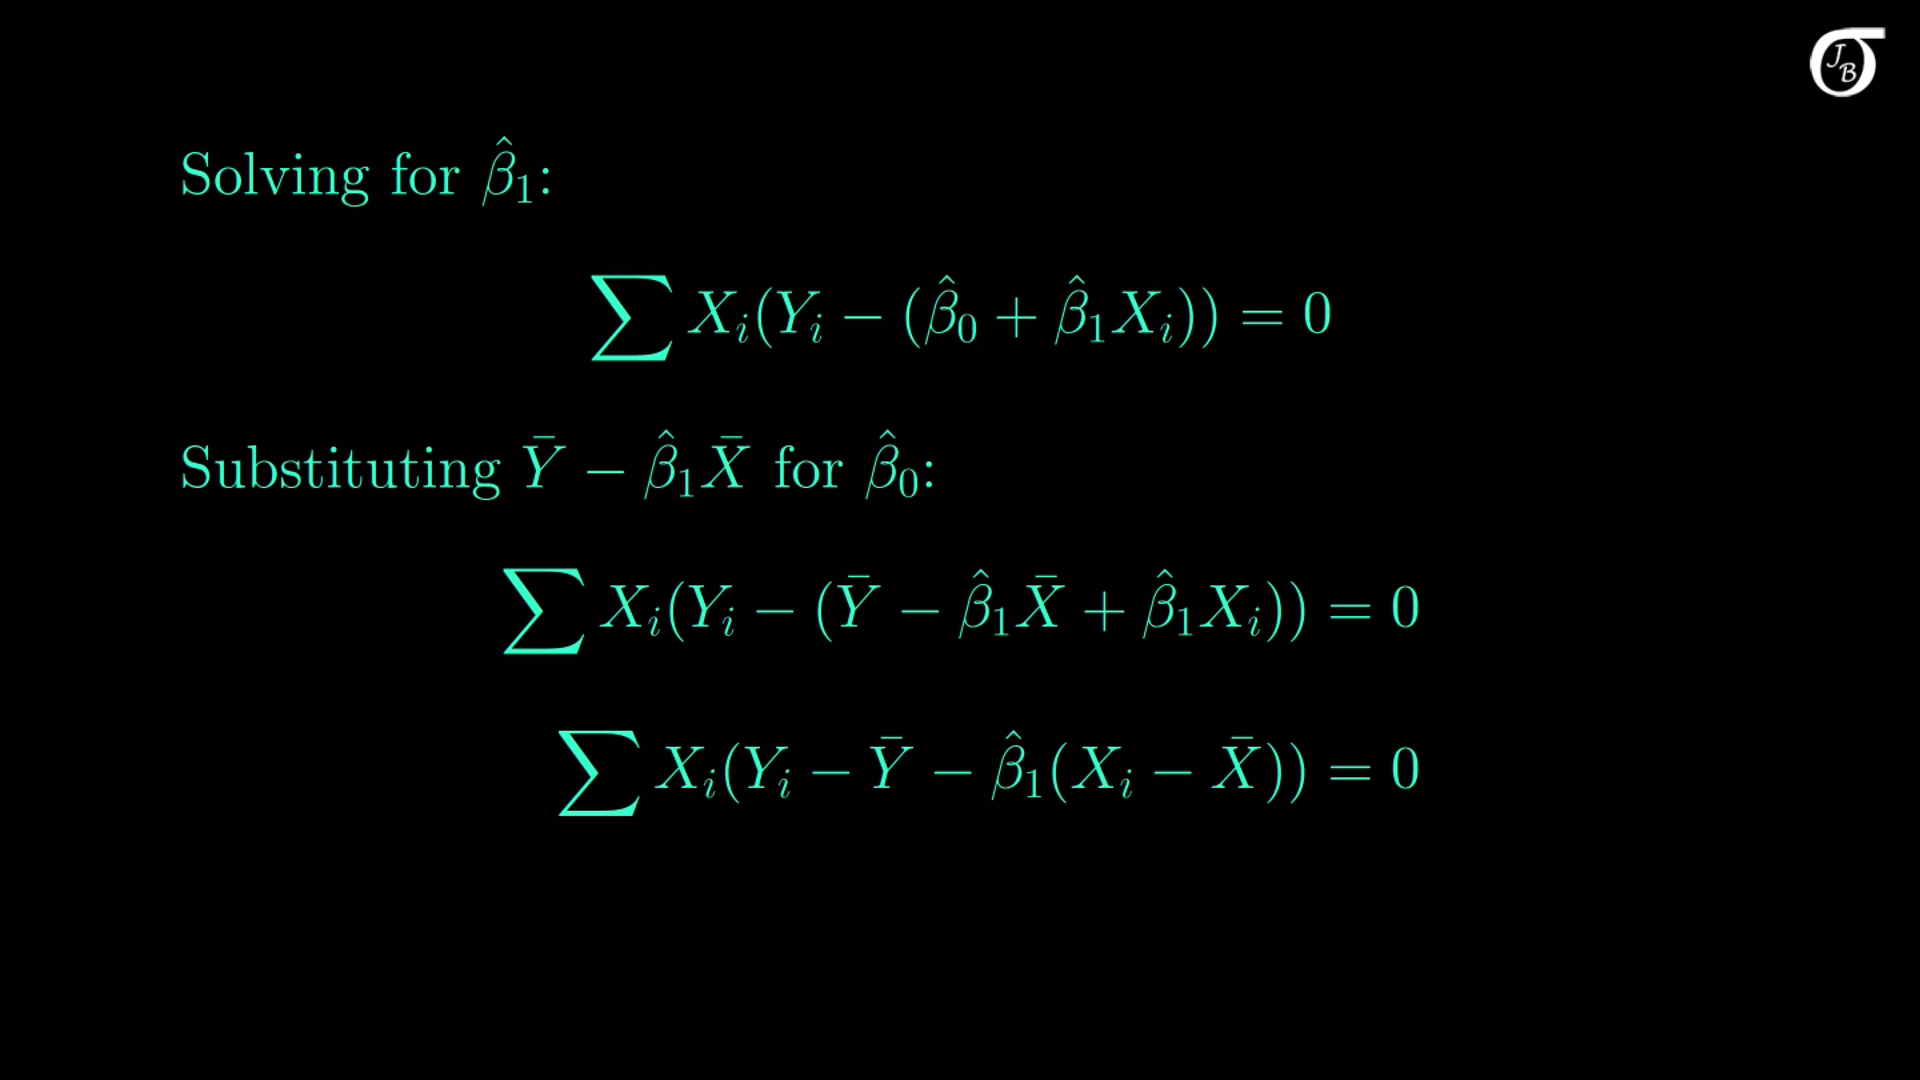 JB
Solving for β̂₁:
∑ Xᵢ(Yᵢ − (β̂₀ + β̂₁Xᵢ)) = 0
Substituting Ȳ − β̂₁X̄ for β̂₀:
∑ Xᵢ(Yᵢ − (Ȳ − β̂₁X̄ + β̂₁Xᵢ)) = 0
∑ Xᵢ(Yᵢ − Ȳ − β̂₁(Xᵢ − X̄)) = 0